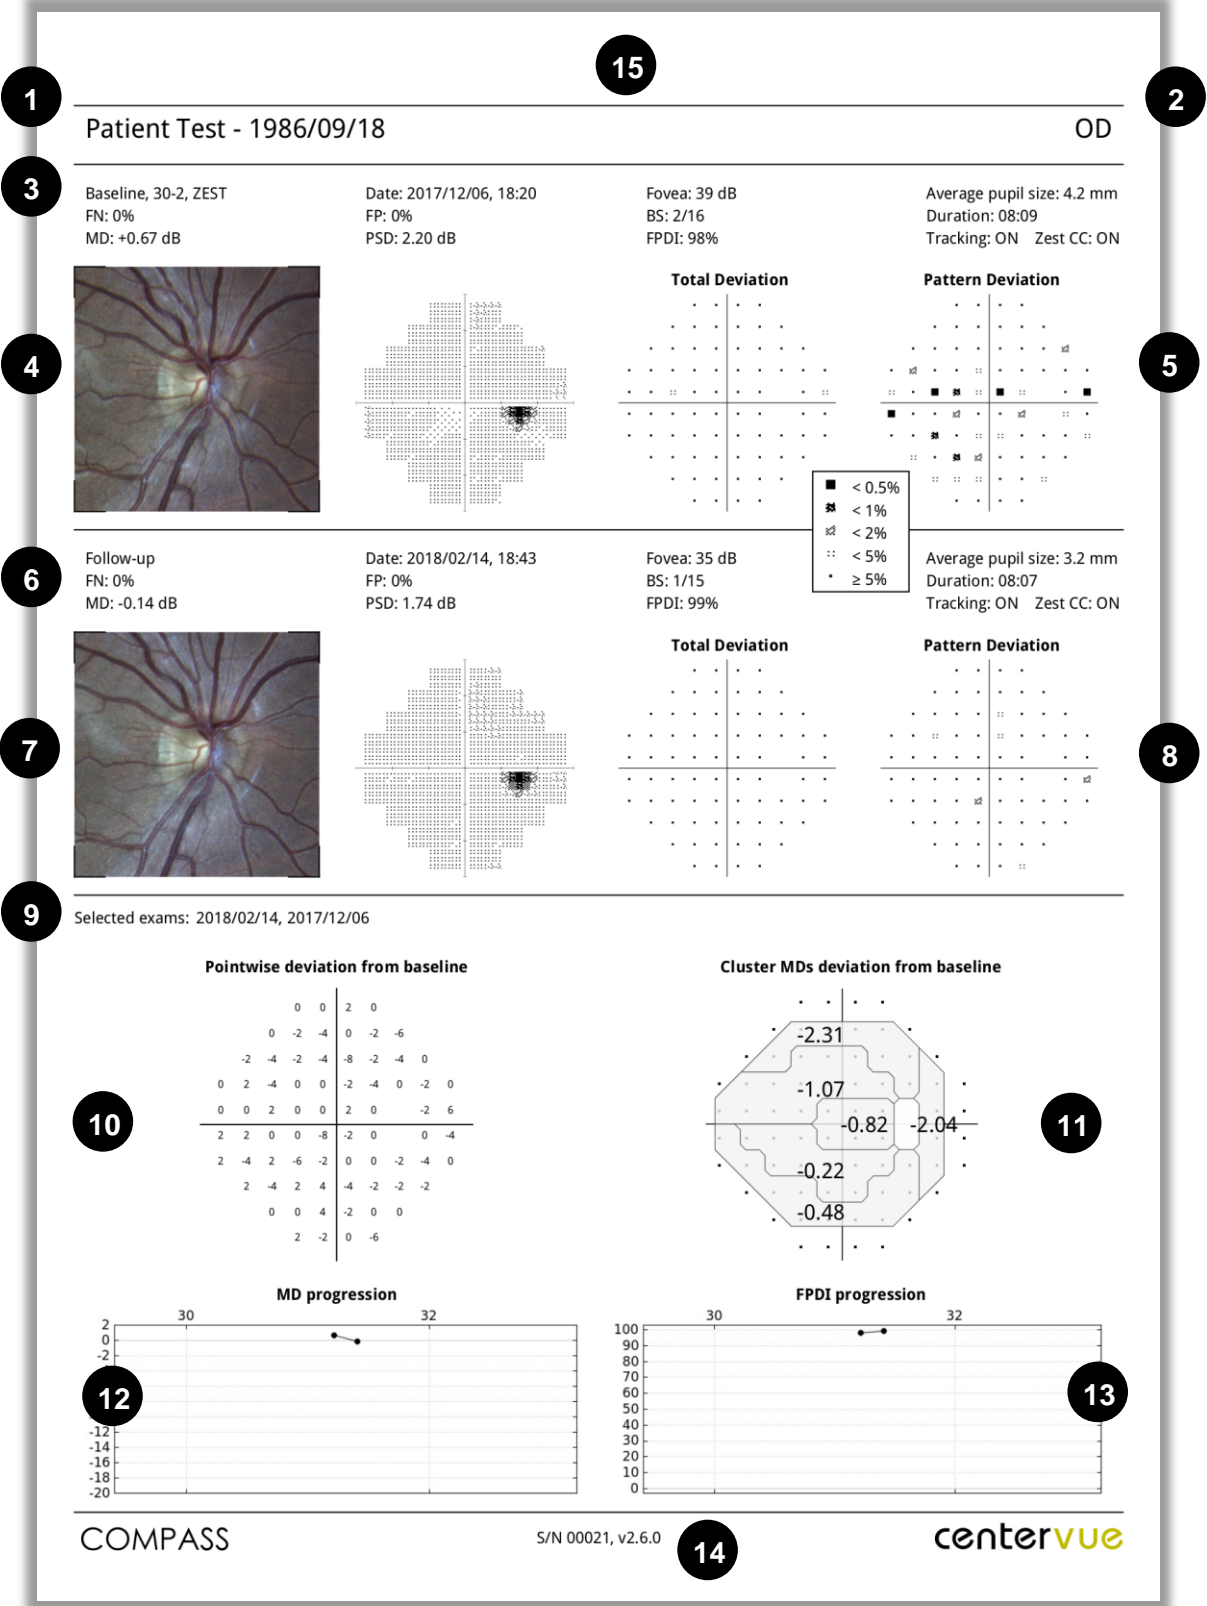 15
1
2
Patient Test - 1986/09/18 OD
3
Baseline, 30-2, ZEST Date: 2017/12/06, 18:20 Fovea: 39 dB Average pupil size: 4.2 mm
FN: 0% FP: 0% BS: 2/16 Duration: 08:09
MD: +0.67 dB PSD: 2.20 dB FPDI: 98% Tracking: ON Zest CC: ON
Total Deviation Pattern Deviation
4
5
< 0.5%
< 1%
< 2%
< 5%
≥ 5%
6
Follow-up Date: 2018/02/14, 18:43 Fovea: 35 dB Average pupil size: 3.2 mm
FN: 0% FP: 0% BS: 1/15 Duration: 08:07
MD: -0.14 dB PSD: 1.74 dB FPDI: 99% Tracking: ON Zest CC: ON
Total Deviation Pattern Deviation
7
8
9
Selected exams: 2018/02/14, 2017/12/06
Pointwise deviation from baseline
0 0 2 0
0 -2 -4 0 -2 -6
-2 -4 -2 -4 -8 -2 -4 0
0 2 -4 0 0 -2 -4 0 -2 0
0 0 2 0 0 2 0 -2 6
2 2 0 0 -8 -2 0 0 -4
2 -4 2 -6 -2 0 0 -2 -4 0
2 -4 2 4 -4 -2 -2 -2
0 0 4 -2 0 0
2 -2 0 -6
10
Cluster MDs deviation from baseline
-2.31
-1.07
-0.82 -2.04
-0.22
-0.48
11
MD progression
30 32
2
0
-2
-12
-14
-16
-18
-20
12
FPDI progression
30 32
100
90
80
70
60
50
40
30
20
10
0
13
COMPASS S/N 00021, v2.6.0 centervue
14